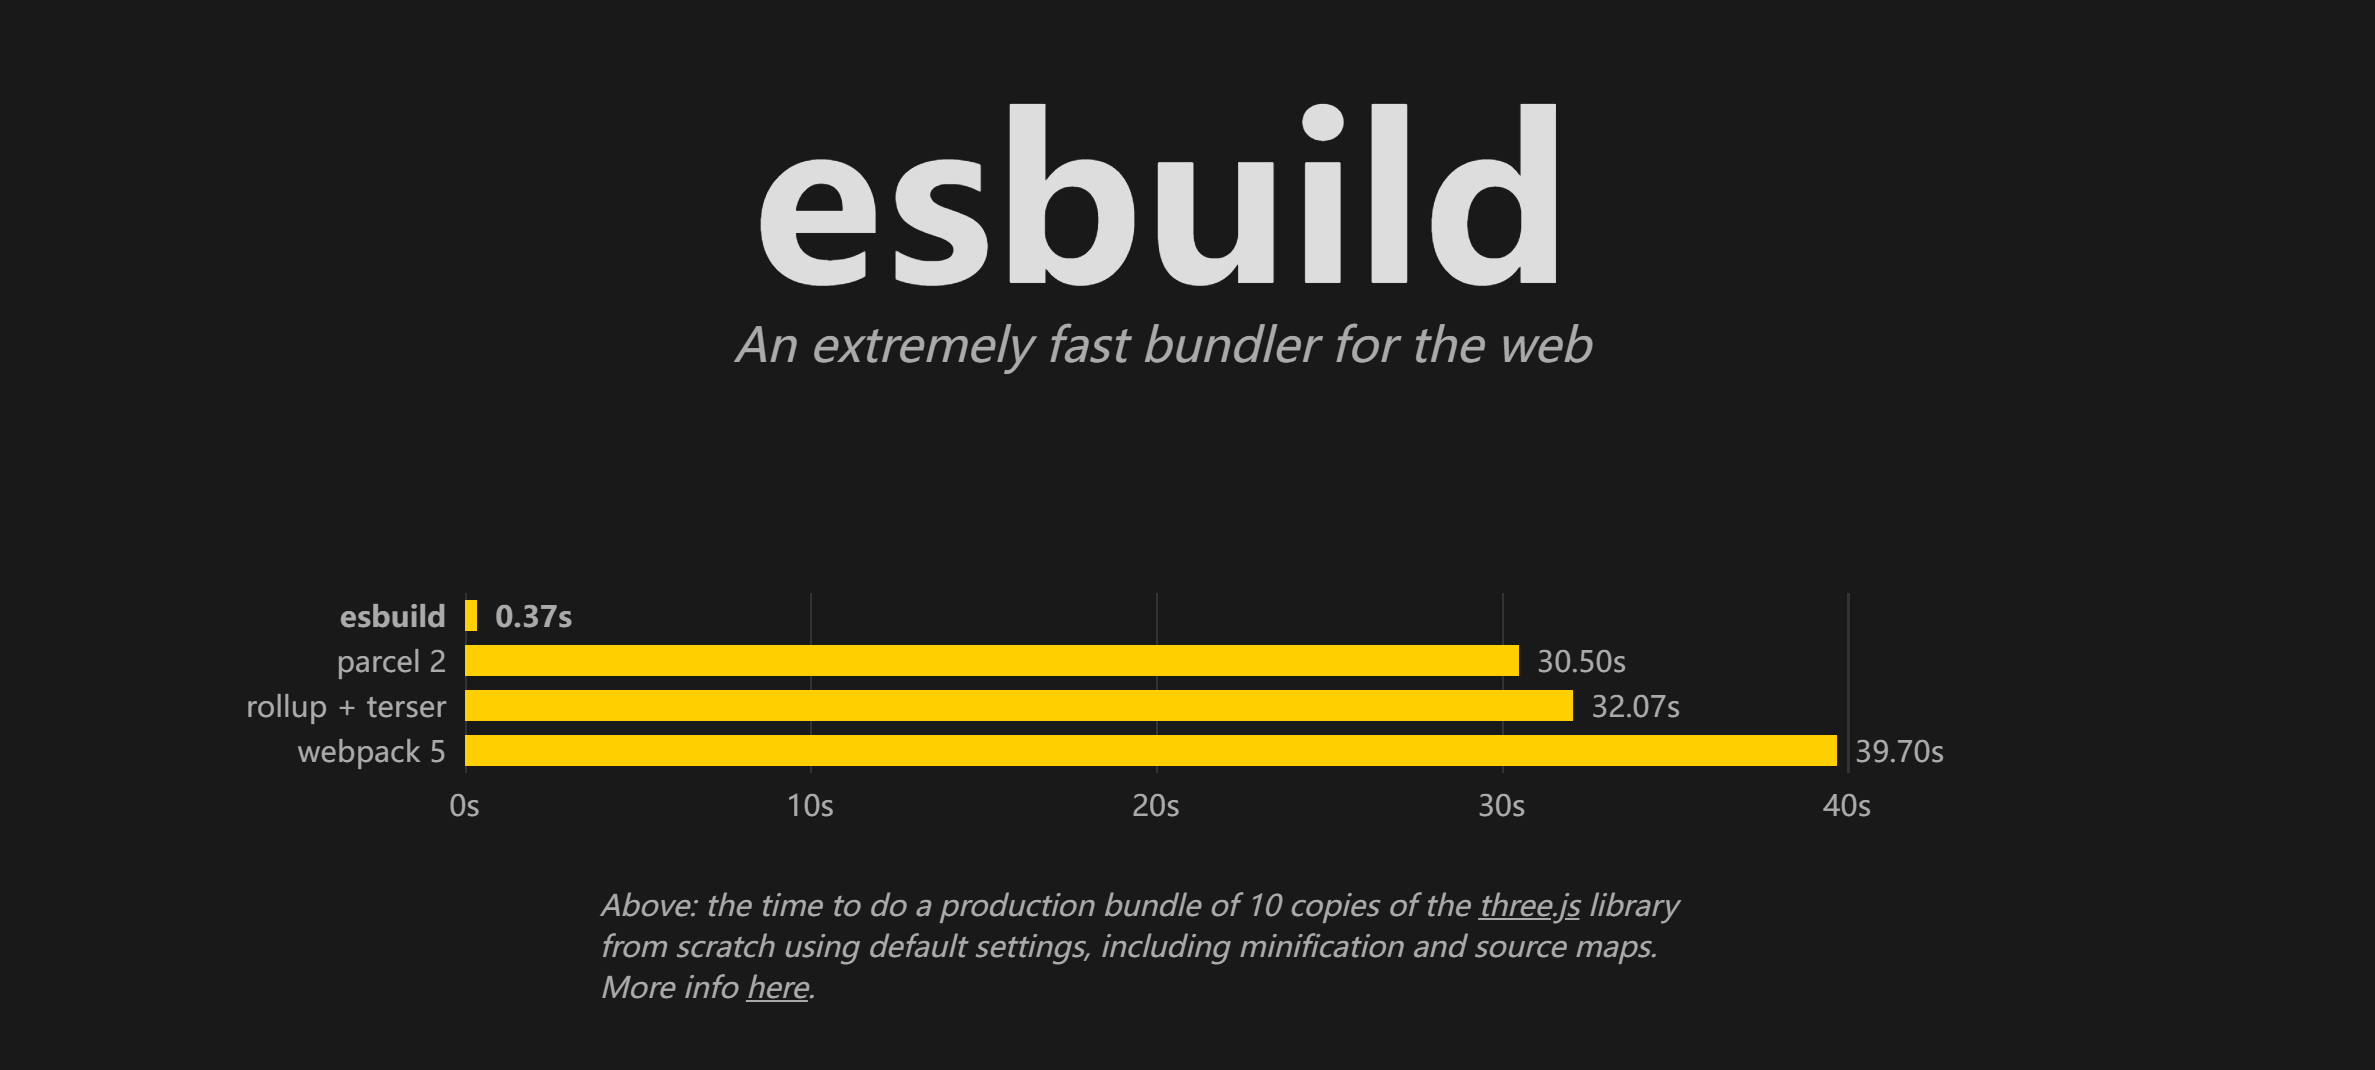 esbuild
An extremely fast bundler for the web
esbuild 0.37s
parcel 2 30.50s
rollup + terser 32.07s
webpack 5 39.70s
0s 10s 20s 30s 40s
Above: the time to do a production bundle of 10 copies of the three.js library
from scratch using default settings, including minification and source maps.
More info here.